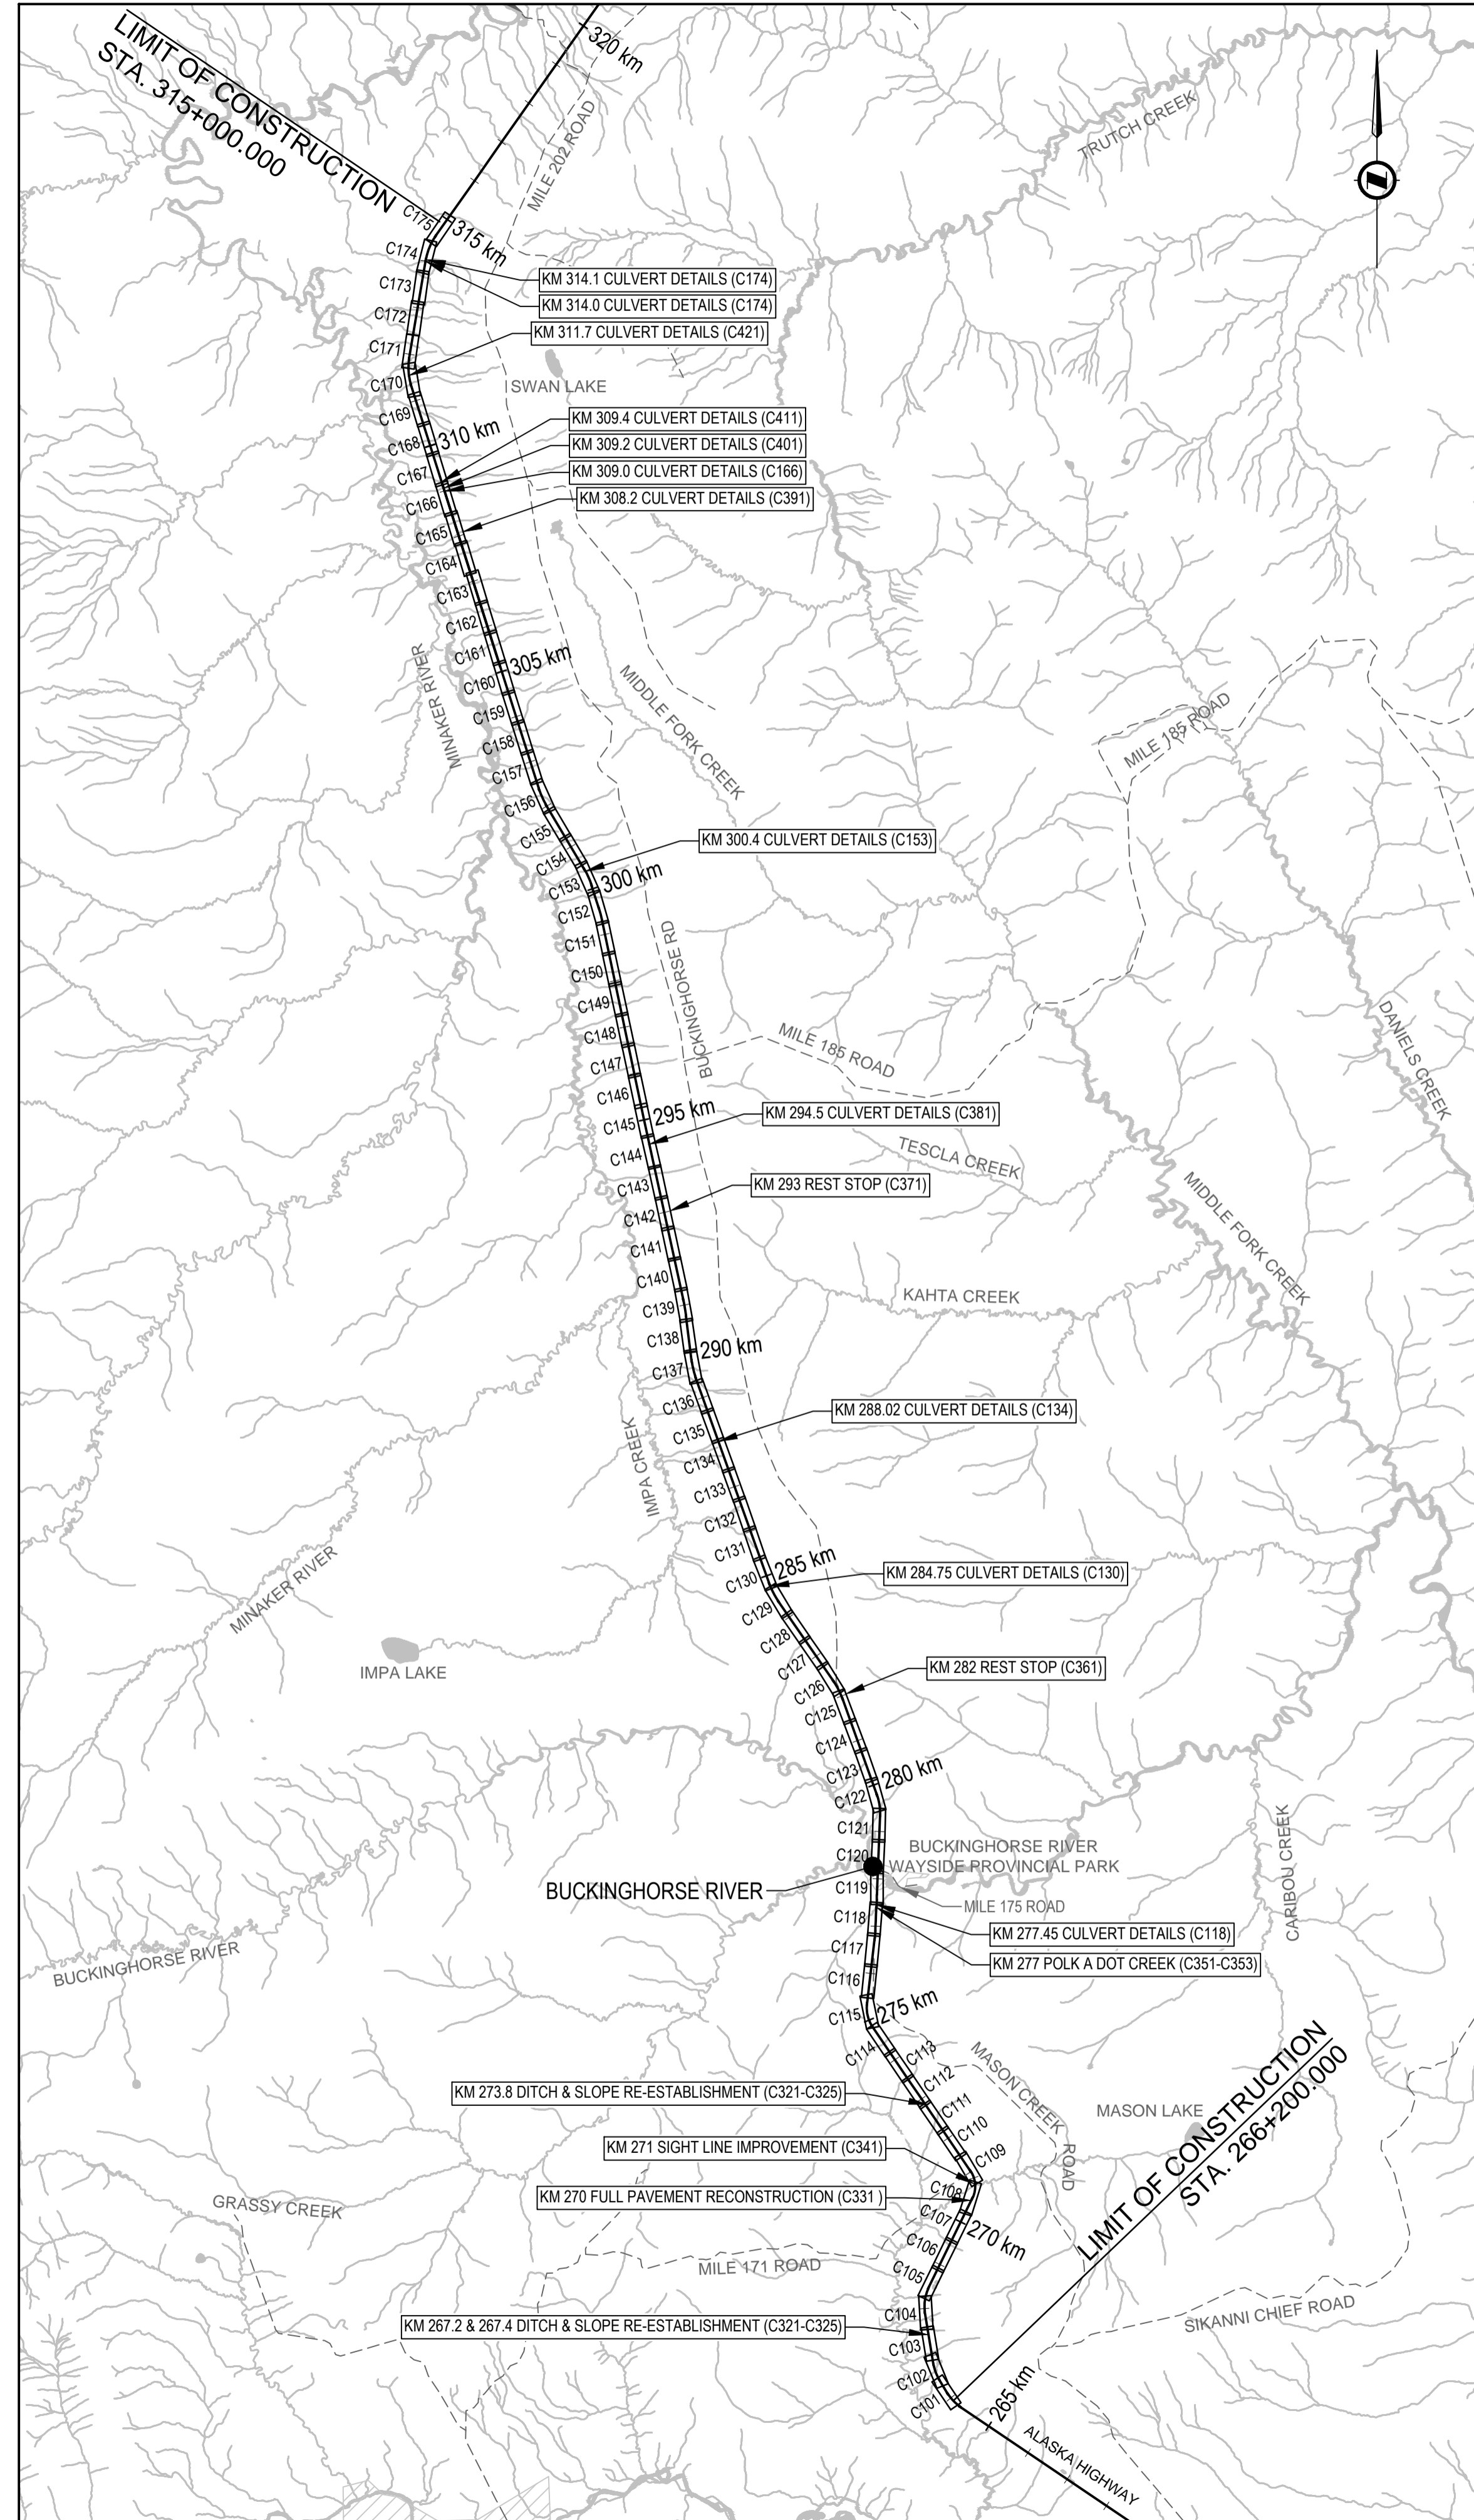 320 km
LIMIT OF CONSTRUCTION
STA. 315+000.000
MILE 202 ROAD
TRUTCH CREEK
C175
315 km
C174
KM 314.1 CULVERT DETAILS (C174)
C173
KM 314.0 CULVERT DETAILS (C174)
C172
KM 311.7 CULVERT DETAILS (C421)
C171
C170
SWAN LAKE
C169
KM 309.4 CULVERT DETAILS (C411)
C168
310 km
KM 309.2 CULVERT DETAILS (C401)
C167
KM 309.0 CULVERT DETAILS (C166)
C166
KM 308.2 CULVERT DETAILS (C391)
C165
C164
C163
C162
C161
305 km
C160
MINAKER RIVER
MIDDLE FORK CREEK
MILE 185 ROAD
C159
C158
C157
C156
C155
KM 300.4 CULVERT DETAILS (C153)
C154
C153
300 km
C152
C151
BUCKINGHORSE RD
C150
C149
C148
MILE 185 ROAD
DANIELS CREEK
C147
C146
295 km
KM 294.5 CULVERT DETAILS (C381)
C145
C144
TESCLA CREEK
C143
KM 293 REST STOP (C371)
C142
MIDDLE FORK CREEK
C141
C140
KAHTA CREEK
C139
C138
290 km
C137
C136
KM 288.02 CULVERT DETAILS (C134)
C135
IMPA CREEK
C134
C133
C132
C131
285 km
C130
KM 284.75 CULVERT DETAILS (C130)
MINAKER RIVER
C129
C128
IMPA LAKE
C127
KM 282 REST STOP (C361)
C126
C125
C124
C123
280 km
C122
C121
BUCKINGHORSE RIVER
WAYSIDE PROVINCIAL PARK
C120
CARIBOU CREEK
BUCKINGHORSE RIVER
C119
MILE 175 ROAD
C118
KM 277.45 CULVERT DETAILS (C118)
C117
KM 277 POLK A DOT CREEK (C351-C353)
BUCKINGHORSE RIVER
C116
C115
275 km
C114
C113
MASON CREEK ROAD
LIMIT OF CONSTRUCTION
STA. 266+200.000
C112
KM 273.8 DITCH & SLOPE RE-ESTABLISHMENT (C321-C325)
C111
MASON LAKE
C110
KM 271 SIGHT LINE IMPROVEMENT (C341)
C109
C108
KM 270 FULL PAVEMENT RECONSTRUCTION (C331 )
GRASSY CREEK
C107
270 km
C106
MILE 171 ROAD
C105
C104
SIKANNI CHIEF ROAD
KM 267.2 & 267.4 DITCH & SLOPE RE-ESTABLISHMENT (C321-C325)
C103
C102
C101
265 km
ALASKA HIGHWAY